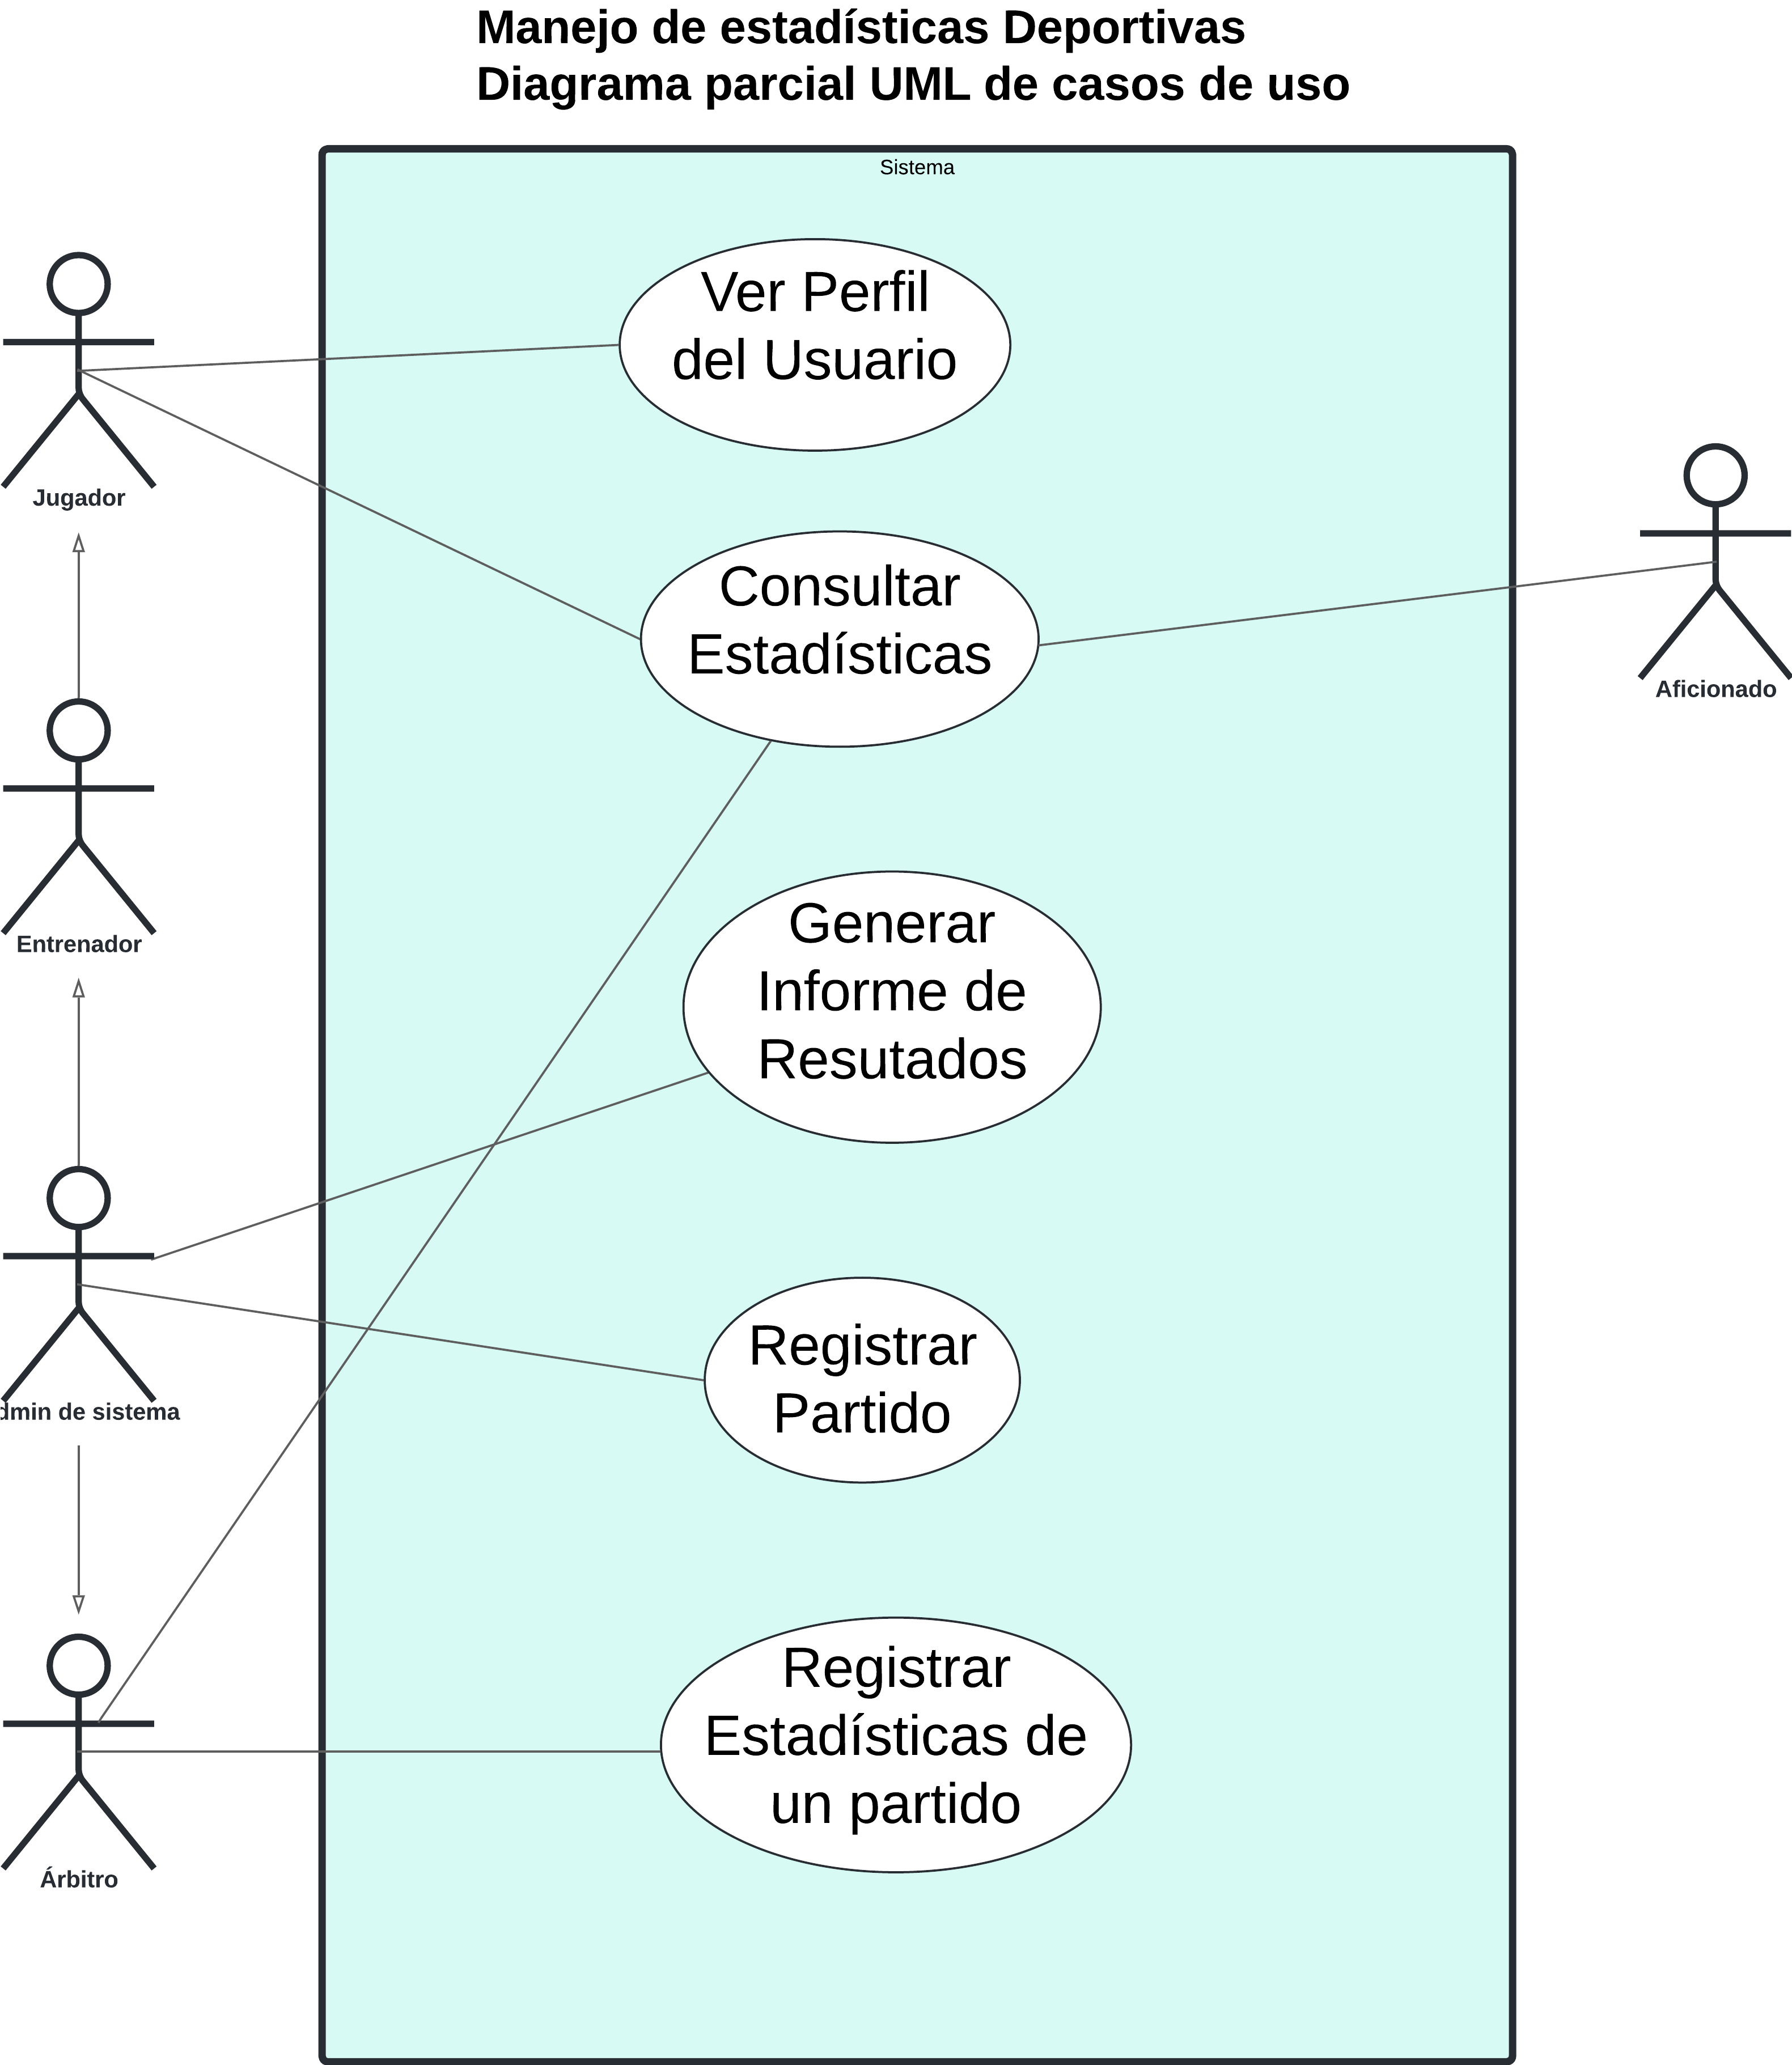 Manejo de estadísticas Deportivas
Diagrama parcial UML de casos de uso
Sistema
Ver Perfil
del Usuario
Jugador
Consultar
Estadísticas
Aficionado
Generar
Informe de
Resutados
Entrenador
Registrar
Partido
dmin de sistema
Registrar
Estadísticas de
un partido
Árbitro